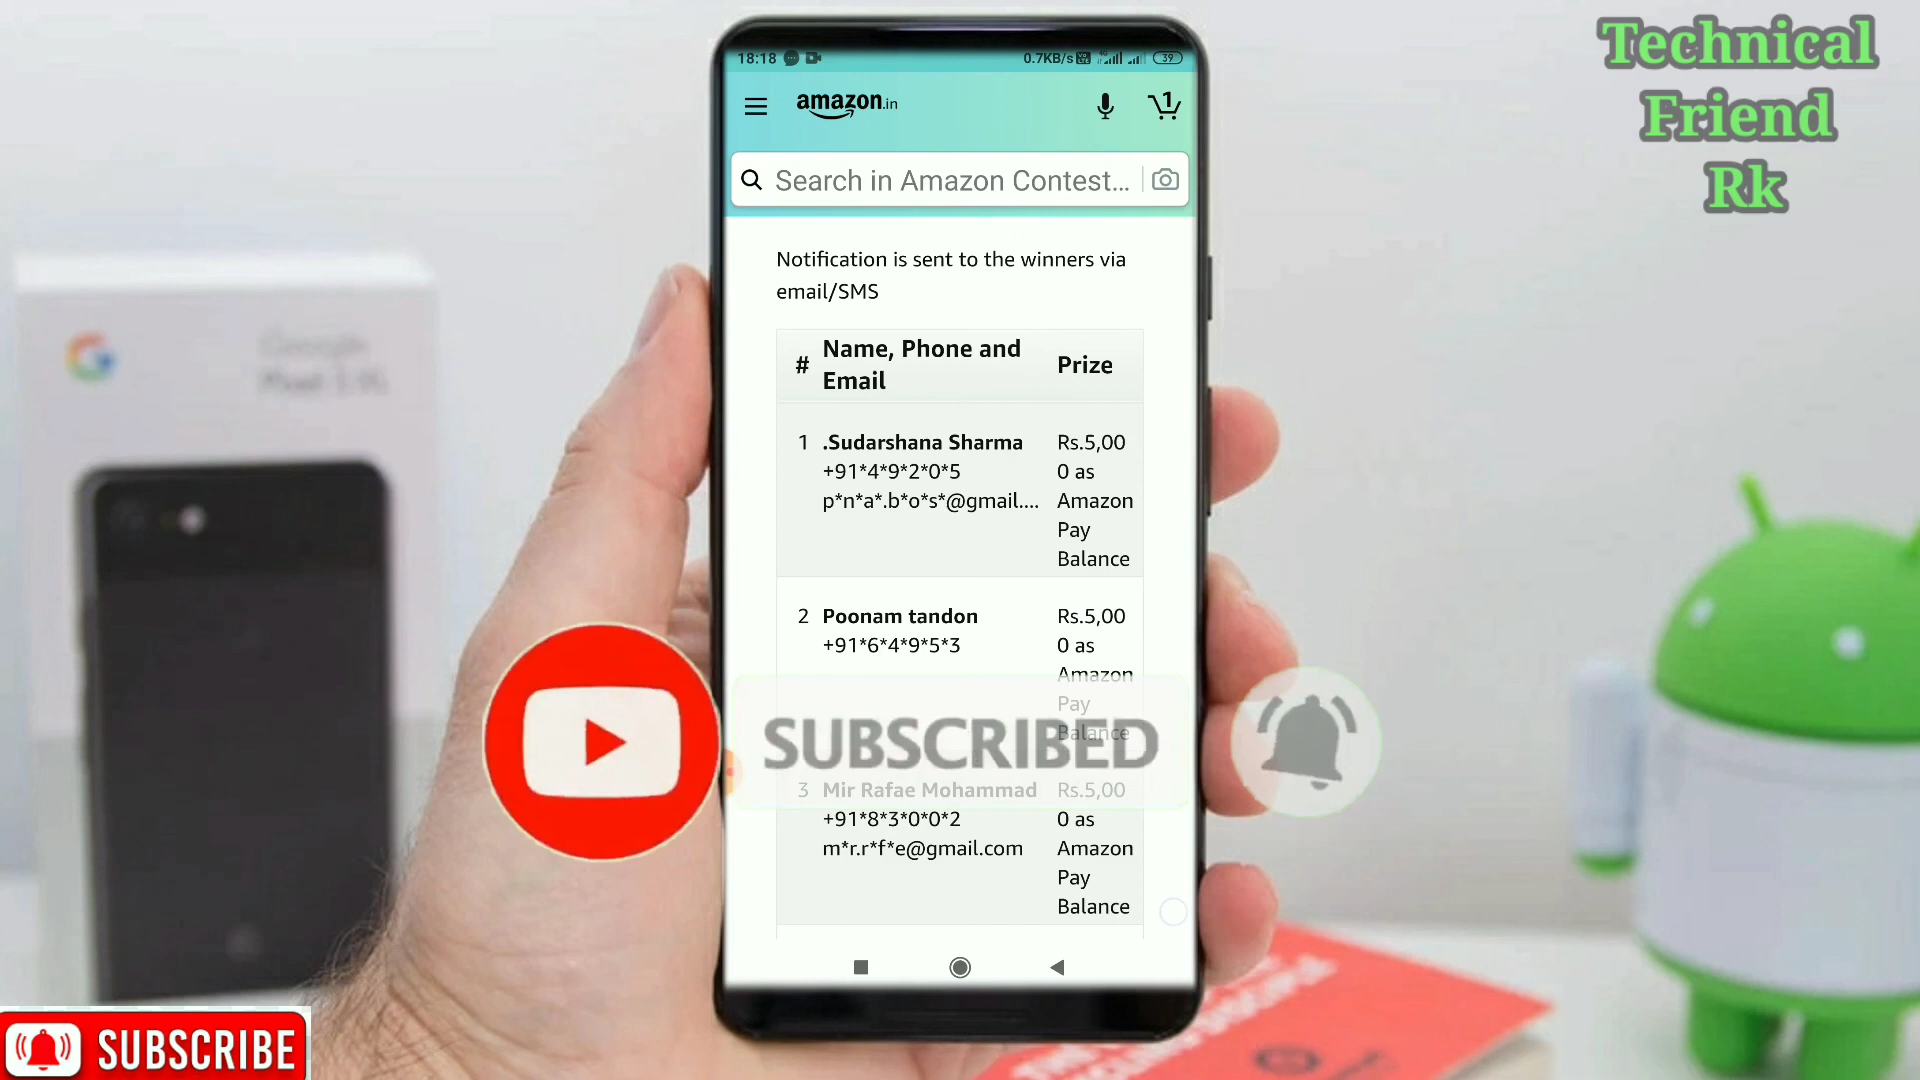 Technical
Friend
Rk
18:18
0.7KB/s
4G
39
amazon.in
1
Search in Amazon Contest...
Notification is sent to the winners via
email/SMS
# Name, Phone and Email Prize
1 .Sudarshana Sharma Rs.5,00
+91*4*9*2*0*5 0 as
p*n*a*.b*o*s*@gmail.... Amazon
Pay
Balance
2 Poonam tandon Rs.5,00
+91*6*4*9*5*3 0 as
Amazon
Pay
Balance
SUBSCRIBED
3 Mir Rafae Mohammad Rs.5,00
+91*8*3*0*0*2 0 as
m*r.r*f*e@gmail.com Amazon
Pay
Balance
G
Google
SUBSCRIBE